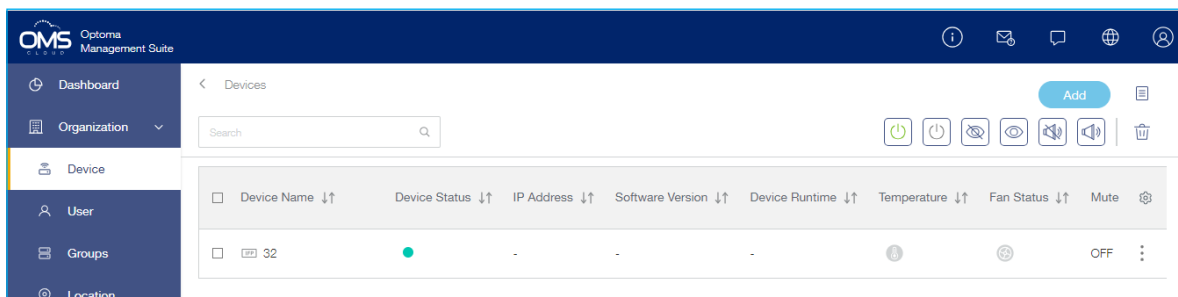 OMS Optoma
CLOUD Management Suite
Dashboard
Organization
Device
User
Groups
Location
Devices
Add
Search
Device Name Device Status IP Address Software Version Device Runtime Temperature Fan Status Mute
IFP 32 - - - OFF